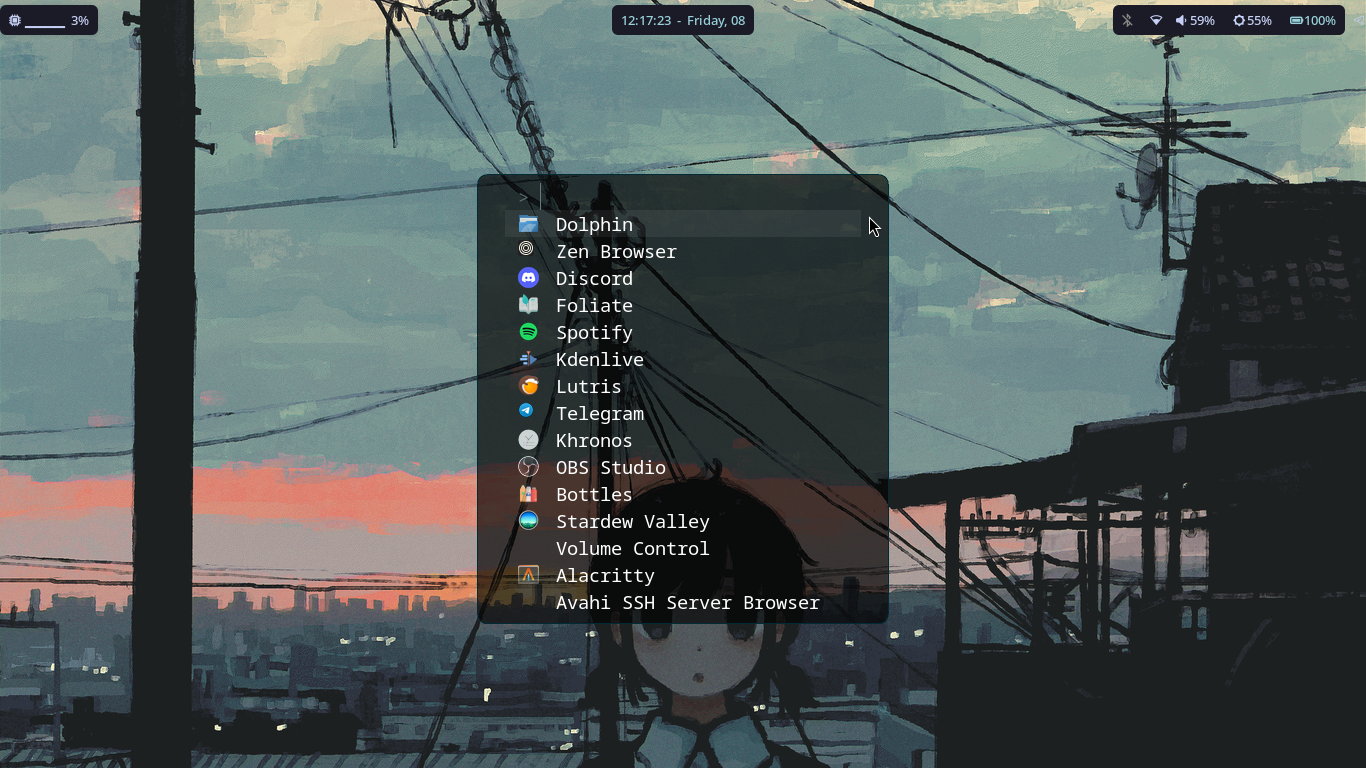 3%
12:17:23 - Friday, 08
59% 55% 100%
>
Dolphin
Zen Browser
Discord
Foliate
Spotify
Kdenlive
Lutris
Telegram
Khronos
OBS Studio
Bottles
Stardew Valley
Volume Control
Alacritty
Avahi SSH Server Browser